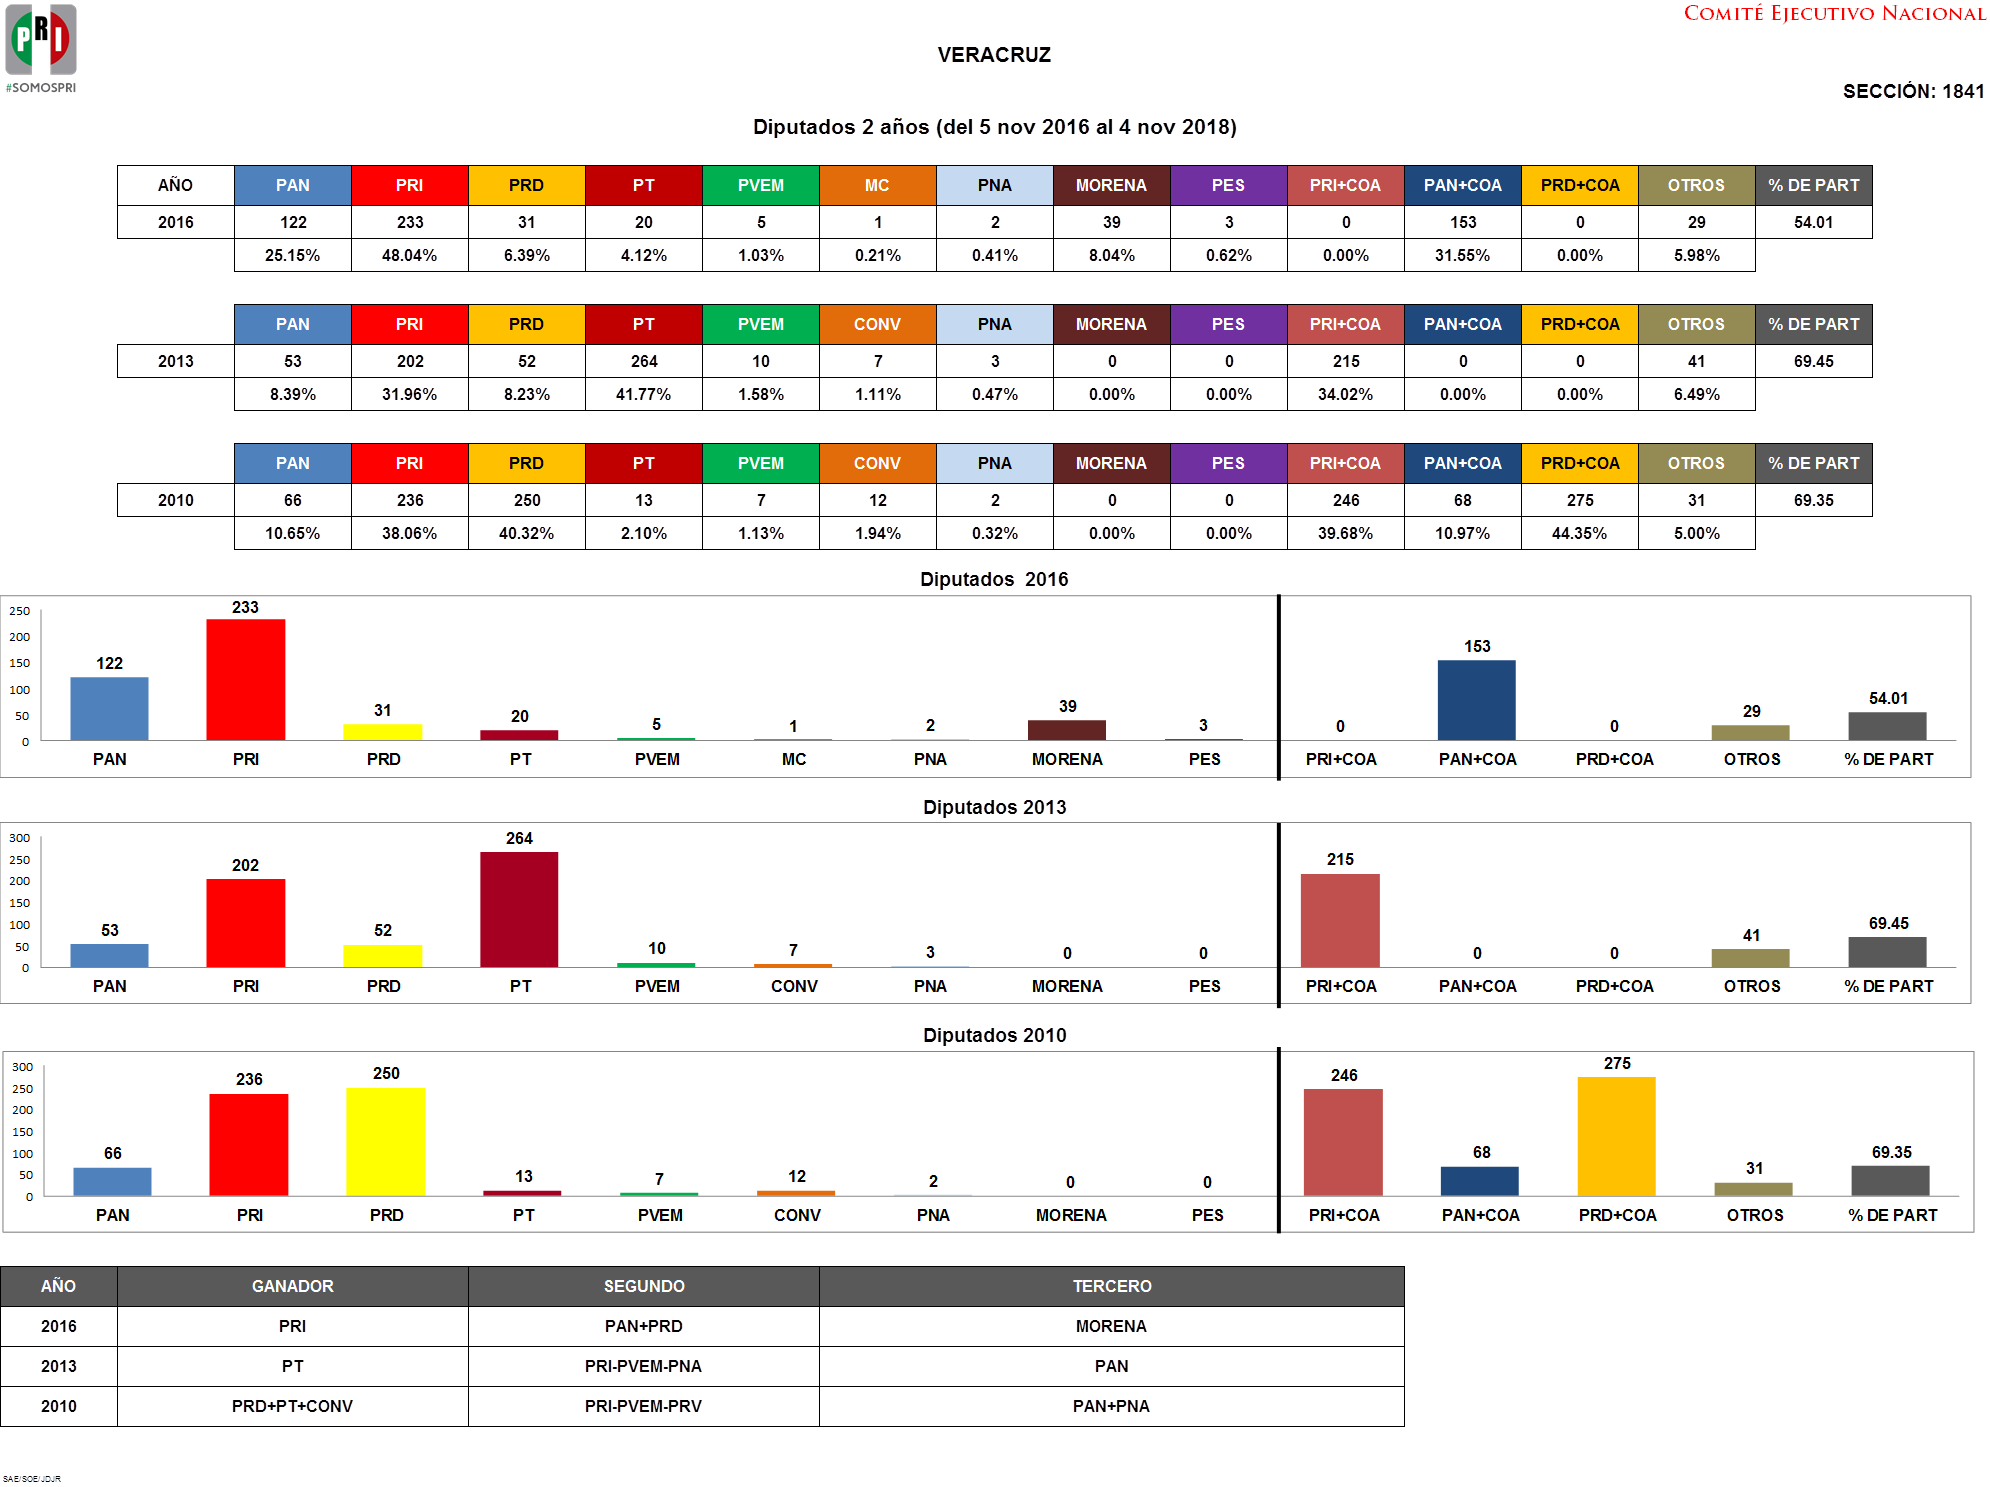 COMITÉ EJECUTIVO NACIONAL
PRI
#SOMOSPRI
VERACRUZ
SECCIÓN: 1841
Diputados 2 años (del 5 nov 2016 al 4 nov 2018)
AÑO PAN PRI PRD PT PVEM MC PNA MORENA PES PRI+COA PAN+COA PRD+COA OTROS % DE PART
2016 122 233 31 20 5 1 2 39 3 0 153 0 29 54.01
25.15% 48.04% 6.39% 4.12% 1.03% 0.21% 0.41% 8.04% 0.62% 0.00% 31.55% 0.00% 5.98%
PAN PRI PRD PT PVEM CONV PNA MORENA PES PRI+COA PAN+COA PRD+COA OTROS % DE PART
2013 53 202 52 264 10 7 3 0 0 215 0 0 41 69.45
8.39% 31.96% 8.23% 41.77% 1.58% 1.11% 0.47% 0.00% 0.00% 34.02% 0.00% 0.00% 6.49%
PAN PRI PRD PT PVEM CONV PNA MORENA PES PRI+COA PAN+COA PRD+COA OTROS % DE PART
2010 66 236 250 13 7 12 2 0 0 246 68 275 31 69.35
10.65% 38.06% 40.32% 2.10% 1.13% 1.94% 0.32% 0.00% 0.00% 39.68% 10.97% 44.35% 5.00%
Diputados 2016
250
200
150
100
50
0
122 233 31 20 5 1 2 39 3 0 153 0 29 54.01
PAN PRI PRD PT PVEM MC PNA MORENA PES PRI+COA PAN+COA PRD+COA OTROS % DE PART
Diputados 2013
300
250
200
150
100
50
0
53 202 52 264 10 7 3 0 0 215 0 0 41 69.45
PAN PRI PRD PT PVEM CONV PNA MORENA PES PRI+COA PAN+COA PRD+COA OTROS % DE PART
Diputados 2010
300
250
200
150
100
50
0
66 236 250 13 7 12 2 0 0 246 68 275 31 69.35
PAN PRI PRD PT PVEM CONV PNA MORENA PES PRI+COA PAN+COA PRD+COA OTROS % DE PART
AÑO GANADOR SEGUNDO TERCERO
2016 PRI PAN+PRD MORENA
2013 PT PRI-PVEM-PNA PAN
2010 PRD+PT+CONV PRI-PVEM-PRV PAN+PNA
SAE/SOE/JDJR